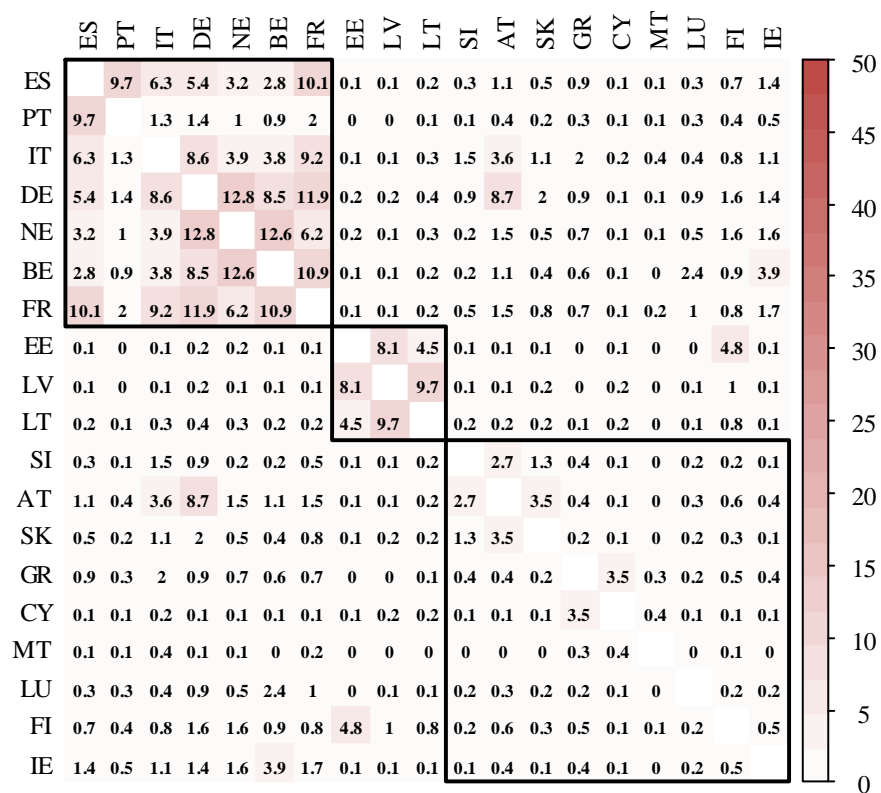 ES PT IT DE NE BE FR EE LV LT SI AT SK GR CY MT LU FI IE
ES 9.7 6.3 5.4 3.2 2.8 10.1 0.1 0.1 0.2 0.3 1.1 0.5 0.9 0.1 0.1 0.3 0.7 1.4
PT 9.7 1.3 1.4 1 0.9 2 0 0 0.1 0.1 0.4 0.2 0.3 0.1 0.1 0.3 0.4 0.5
IT 6.3 1.3 8.6 3.9 3.8 9.2 0.1 0.1 0.3 1.5 3.6 1.1 2 0.2 0.4 0.4 0.8 1.1
DE 5.4 1.4 8.6 12.8 8.5 11.9 0.2 0.2 0.4 0.9 8.7 2 0.9 0.1 0.1 0.9 1.6 1.4
NE 3.2 1 3.9 12.8 12.6 6.2 0.2 0.1 0.3 0.2 1.5 0.5 0.7 0.1 0.1 0.5 1.6 1.6
BE 2.8 0.9 3.8 8.5 12.6 10.9 0.1 0.1 0.2 0.2 1.1 0.4 0.6 0.1 0 2.4 0.9 3.9
FR 10.1 2 9.2 11.9 6.2 10.9 0.1 0.1 0.2 0.5 1.5 0.8 0.7 0.1 0.2 1 0.8 1.7
EE 0.1 0 0.1 0.2 0.2 0.1 0.1 8.1 4.5 0.1 0.1 0.1 0 0.1 0 0 4.8 0.1
LV 0.1 0 0.1 0.2 0.1 0.1 0.1 8.1 9.7 0.1 0.1 0.2 0 0.2 0 0.1 1 0.1
LT 0.2 0.1 0.3 0.4 0.3 0.2 0.2 4.5 9.7 0.2 0.2 0.2 0.1 0.2 0 0.1 0.8 0.1
SI 0.3 0.1 1.5 0.9 0.2 0.2 0.5 0.1 0.1 0.2 2.7 1.3 0.4 0.1 0 0.2 0.2 0.1
AT 1.1 0.4 3.6 8.7 1.5 1.1 1.5 0.1 0.1 0.2 2.7 3.5 0.4 0.1 0 0.3 0.6 0.4
SK 0.5 0.2 1.1 2 0.5 0.4 0.8 0.1 0.2 0.2 1.3 3.5 0.2 0.1 0 0.2 0.3 0.1
GR 0.9 0.3 2 0.9 0.7 0.6 0.7 0 0 0.1 0.4 0.4 0.2 3.5 0.3 0.2 0.5 0.4
CY 0.1 0.1 0.2 0.1 0.1 0.1 0.1 0.1 0.2 0.2 0.1 0.1 0.1 3.5 0.4 0.1 0.1 0.1
MT 0.1 0.1 0.4 0.1 0.1 0 0.2 0 0 0 0 0 0 0.3 0.4 0 0.1 0
LU 0.3 0.3 0.4 0.9 0.5 2.4 1 0 0.1 0.1 0.2 0.3 0.2 0.2 0.1 0 0.2 0.2
FI 0.7 0.4 0.8 1.6 1.6 0.9 0.8 4.8 1 0.8 0.2 0.6 0.3 0.5 0.1 0.1 0.2 0.5
IE 1.4 0.5 1.1 1.4 1.6 3.9 1.7 0.1 0.1 0.1 0.1 0.4 0.1 0.4 0.1 0 0.2 0.5
50
45
40
35
30
25
20
15
10
5
0